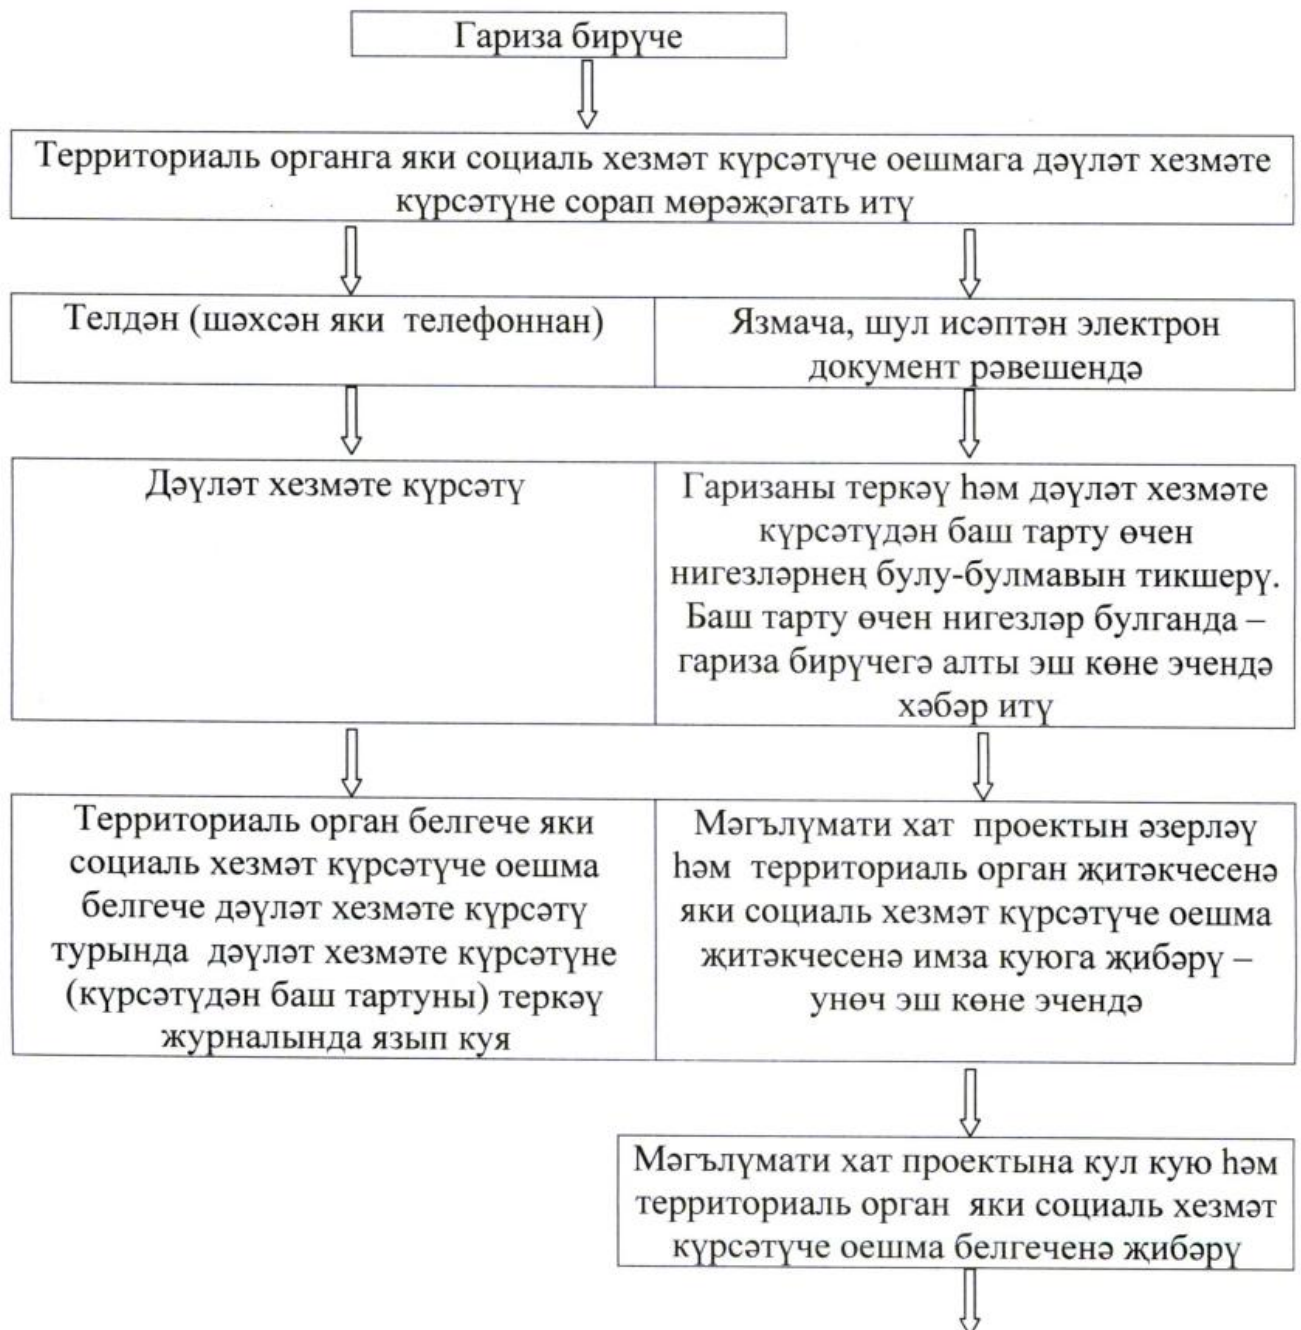 Гариза бирүче
Территориаль органга яки социаль хезмәт күрсәтүче оешмага дәүләт хезмәте
күрсәтүне сорап мөрәҗәгать итү
Телдән (шәхсән яки телефоннан)
Язмача, шул исәптән электрон
документ рәвешендә
Дәүләт хезмәте күрсәтү
Гаризаны теркәү һәм дәүләт хезмәте
күрсәтүдән баш тарту өчен
нигезләрнең булу-булмавын тикшерү.
Баш тарту өчен нигезләр булганда –
гариза бирүчегә алты эш көне эчендә
хәбәр итү
Территориаль орган белгече яки
социаль хезмәт күрсәтүче оешма
белгече дәүләт хезмәте күрсәтү
турында дәүләт хезмәте күрсәтүне
(күрсәтүдән баш тартуны) теркәү
журналында язып куя
Мәгълүмати хат проектын әзерләү
һәм территориаль орган җитәкчесенә
яки социаль хезмәт күрсәтүче оешма
җитәкчесенә имза куюга җибәрү –
унөч эш көне эчендә
Мәгълүмати хат проектына кул кую һәм
территориаль орган яки социаль хезмәт
күрсәтүче оешма белгеченә җибәрү